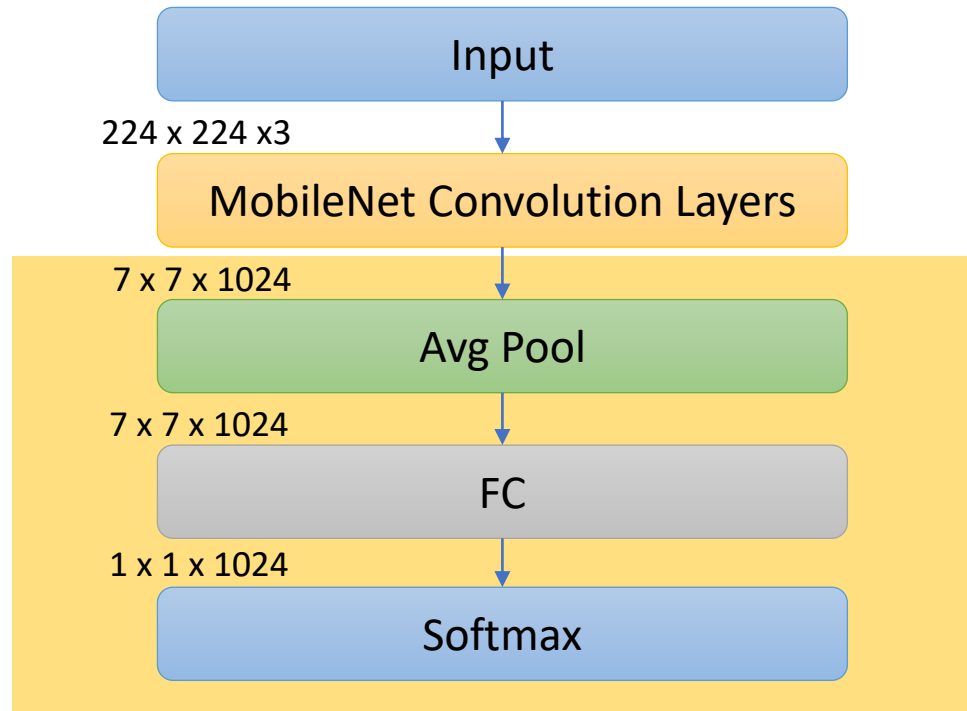 Input
224 x 224 x3
MobileNet Convolution Layers
7 x 7 x 1024
Avg Pool
7 x 7 x 1024
FC
1 x 1 x 1024
Softmax